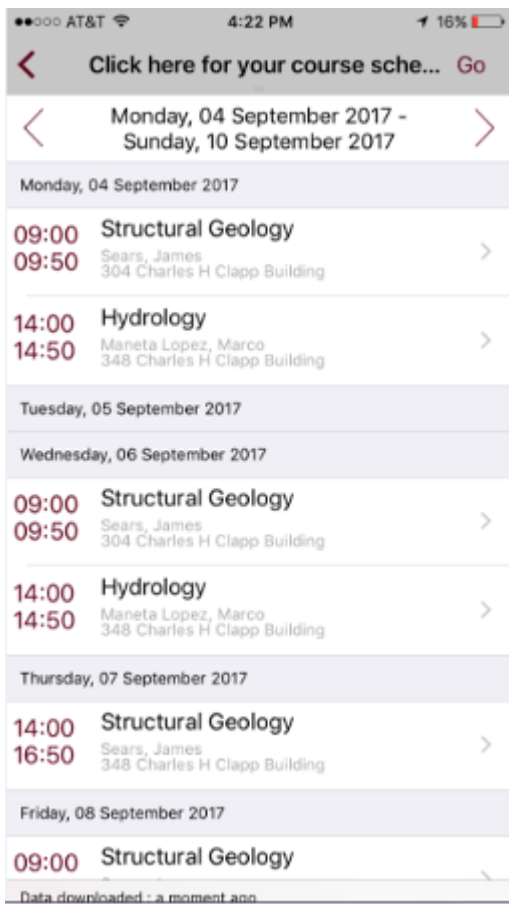 AT&T 4:22 PM 16%
Click here for your course sche... Go
Monday, 04 September 2017 -
Sunday, 10 September 2017
Monday, 04 September 2017
09:00 Structural Geology
09:50 Sears, James
304 Charles H Clapp Building
14:00 Hydrology
14:50 Maneta Lopez, Marco
348 Charles H Clapp Building
Tuesday, 05 September 2017
Wednesday, 06 September 2017
09:00 Structural Geology
09:50 Sears, James
304 Charles H Clapp Building
14:00 Hydrology
14:50 Maneta Lopez, Marco
348 Charles H Clapp Building
Thursday, 07 September 2017
14:00 Structural Geology
16:50 Sears, James
348 Charles H Clapp Building
Friday, 08 September 2017
09:00 Structural Geology
Data downloaded : a moment ago